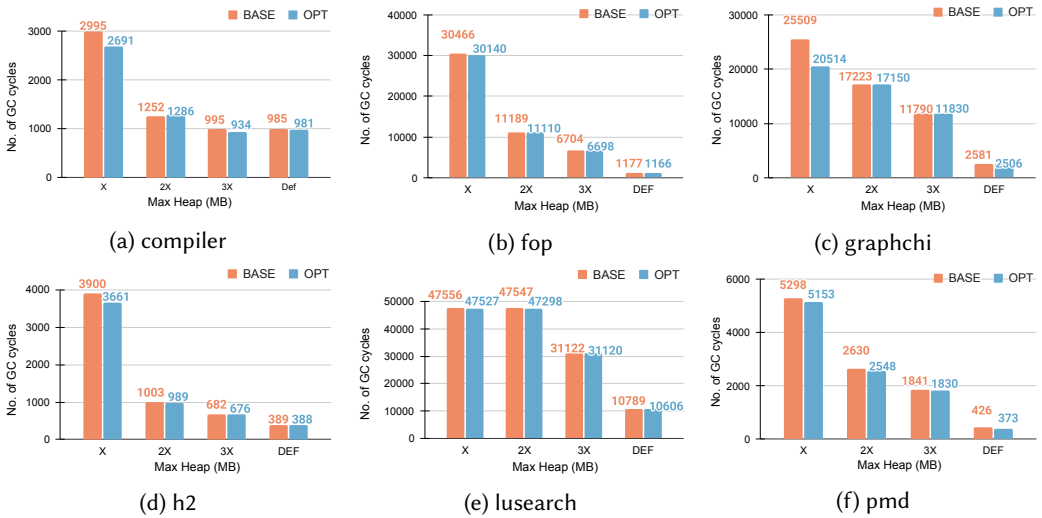 BASE OPT
No. of GC cycles
3000
2000
1000
0
2995
2691
1252
1286
995
934
985
981
X 2X 3X Def
Max Heap (MB)
(a) compiler
BASE OPT
No. of GC cycles
40000
30000
20000
10000
0
30466
30140
11189
11110
6704
6698
1177
1166
X 2X 3X DEF
Max Heap (MB)
(b) fop
BASE OPT
No. of GC cycles
30000
20000
10000
0
25509
20514
17223
17150
11790
11830
2581
2506
X 2X 3X DEF
Max Heap (MB)
(c) graphchi
BASE OPT
No. of GC cycles
4000
3000
2000
1000
0
3900
3661
1003
989
682
676
389
388
X 2X 3X DEF
Max Heap (MB)
(d) h2
BASE OPT
No. of GC cycles
50000
40000
30000
20000
10000
0
47556
47527
47547
47298
31122
31120
10789
10606
X 2X 3X DEF
Max Heap (MB)
(e) lusearch
BASE OPT
No. of GC cycles
6000
4000
2000
0
5298
5153
2630
2548
1841
1830
426
373
X 2X 3X DEF
Max Heap (MB)
(f) pmd